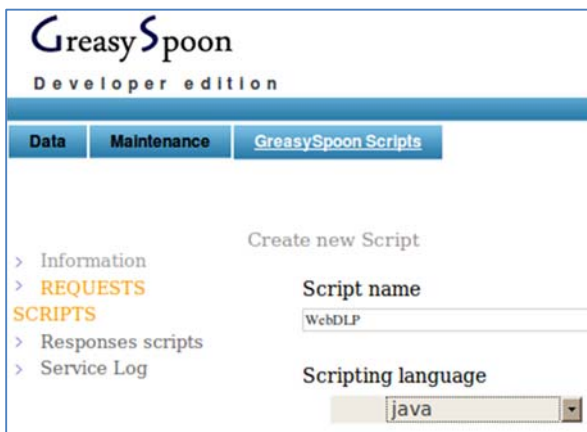 GreasySpoon
Developer edition
Data Maintenance GreasySpoon Scripts
Create new Script
> Information
> REQUESTS
SCRIPTS
> Responses scripts
> Service Log
Script name
WebDLP
Scripting language
java